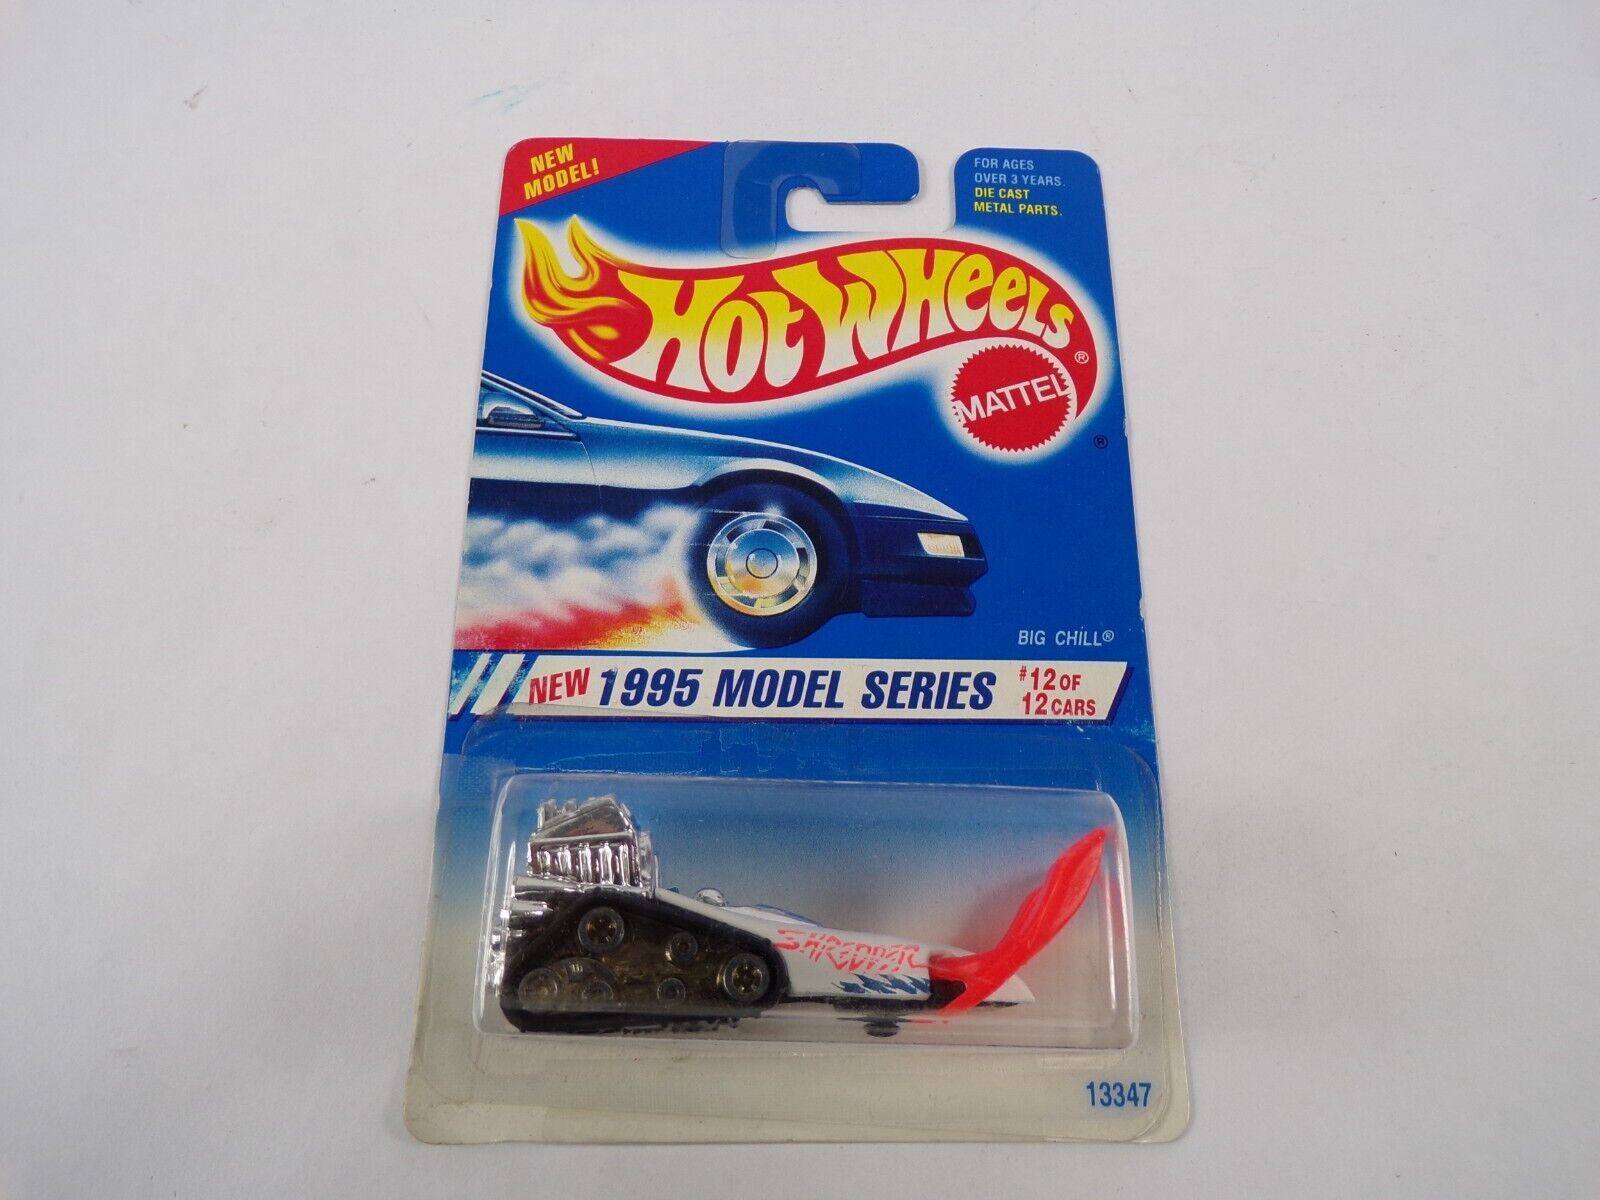 NEW
MODEL!
FOR AGES
OVER 3 YEARS.
DIE CAST
METAL PARTS.
HOT WHEELS®
MATTEL
®
BIG CHILL®
NEW 1995 MODEL SERIES
#12 OF
12 CARS
SHREDDER
13347